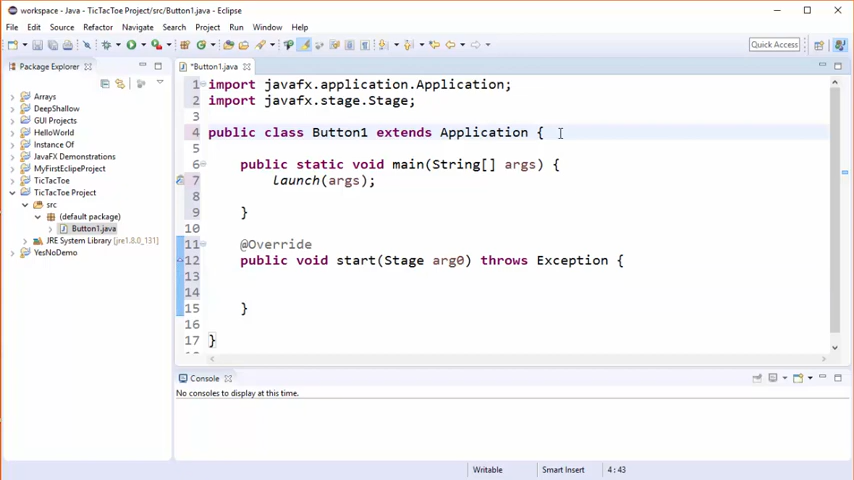 workspace - Java - TicTacToe Project/src/Button1.java - Eclipse
File Edit Source Refactor Navigate Search Project Run Window Help
Quick Access
Package Explorer
*Button1.java
Arrays
DeepShallow
GUI Projects
HelloWorld
Inheritance
JavaFX Demonstrations
MyFirstEclipeProject
TicTacToe
TicTacToe Project
src
(default package)
Button1.java
JRE System Library [jre1.8.0_131]
YesNoDemo
1 import javafx.application.Application;
2 import javafx.stage.Stage;
3
4 public class Button1 extends Application {
5
6 public static void main(String[] args) {
7 launch(args);
8
9 }
10
11 @Override
12 public void start(Stage arg0) throws Exception {
13
14
15 }
16
17 }
Console
No consoles to display at this time.
Writable Smart Insert 4 : 43